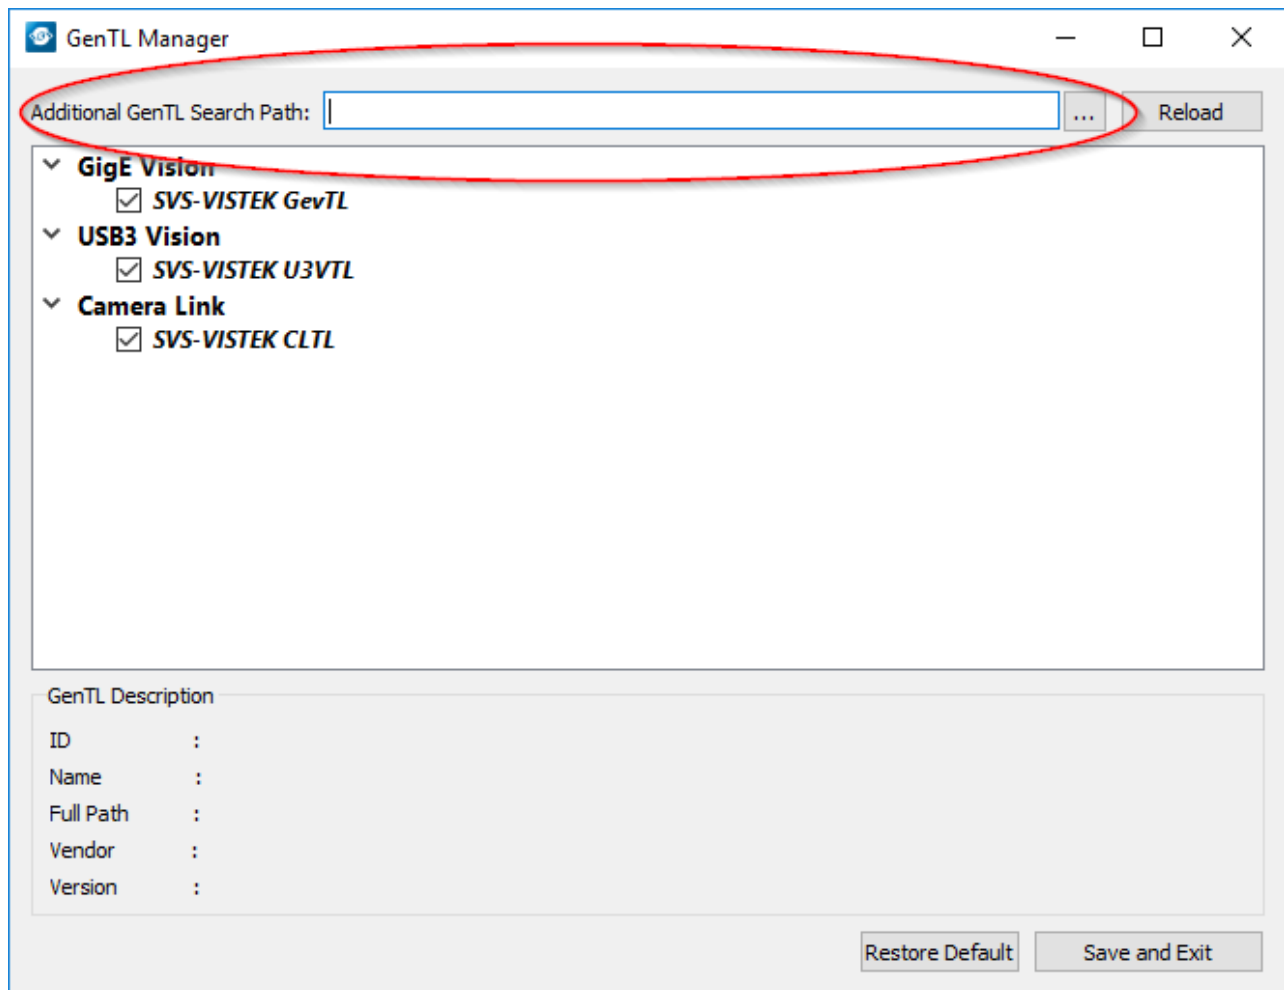 GenTL Manager
Additional GenTL Search Path: ... Reload
GigE Vision
SVS-VISTEK GevTL
USB3 Vision
SVS-VISTEK U3VTL
Camera Link
SVS-VISTEK CLTL
GenTL Description
ID :
Name :
Full Path :
Vendor :
Version :
Restore Default Save and Exit